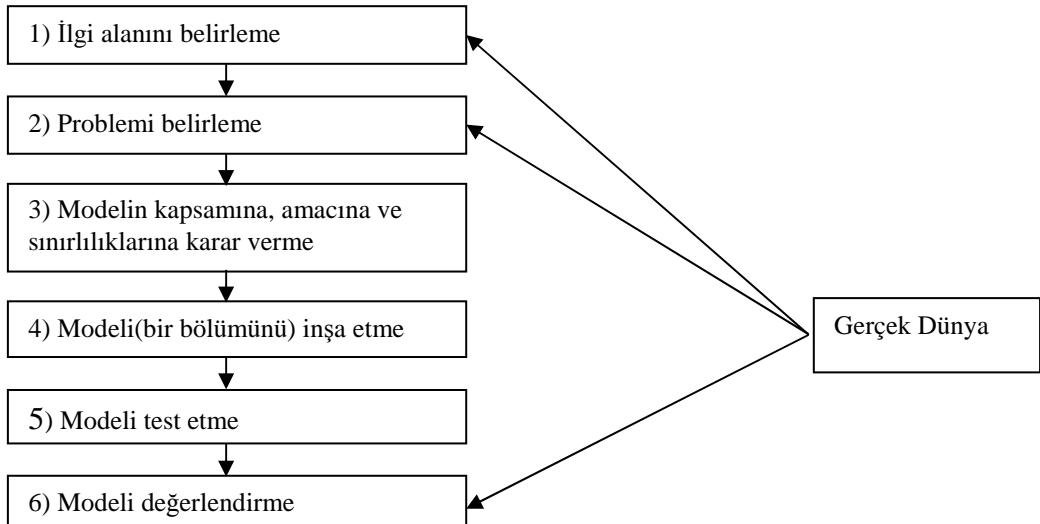 1) İlgi alanını belirleme
2) Problemi belirleme
3) Modelin kapsamına, amacına ve
sınırlılıklarına karar verme
4) Modeli(bir bölümünü) inşa etme
5) Modeli test etme
6) Modeli değerlendirme
Gerçek Dünya